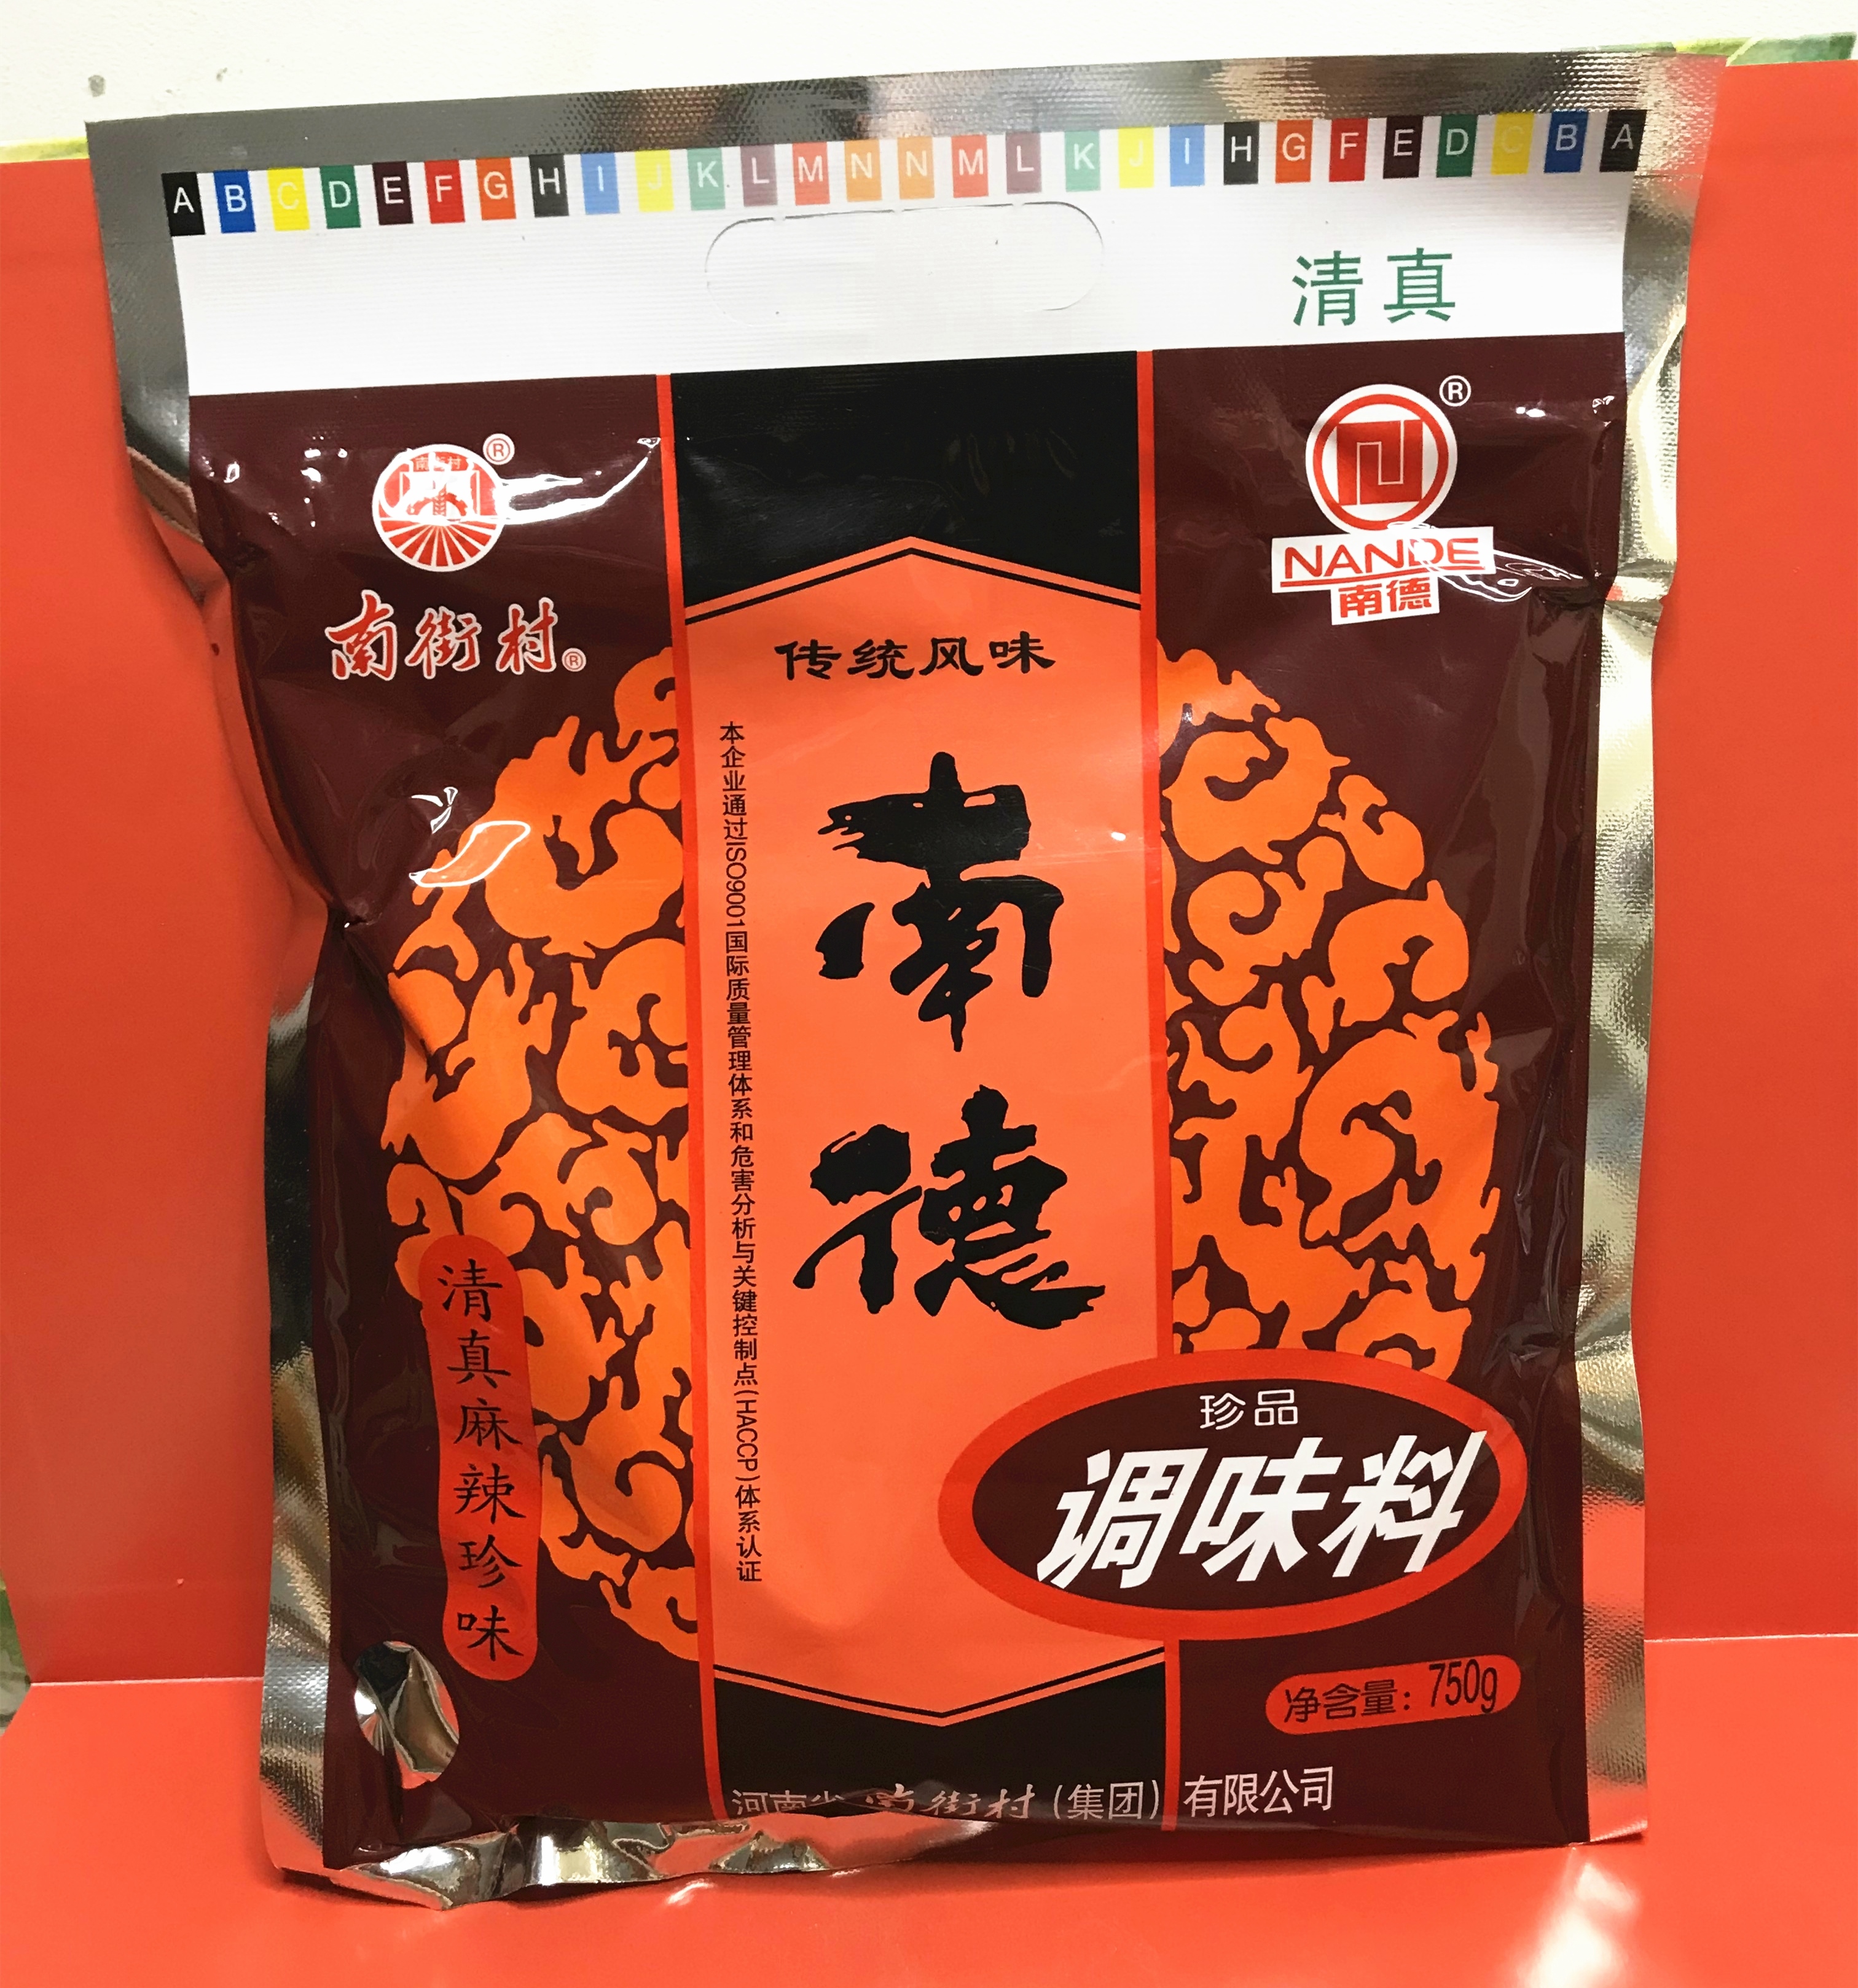 A B C D E F G H I J K L M N N M L K J I H G F E D C B A
清真
南街村
®
南街村®
®
NANDE
南德
传统风味
本企业通过ISO9001国际质量管理体系和危害分析与关键控制点(HACCP)体系认证
南德
清真麻辣珍味
珍品
调味料
净含量：750g
河南省南街村(集团)有限公司